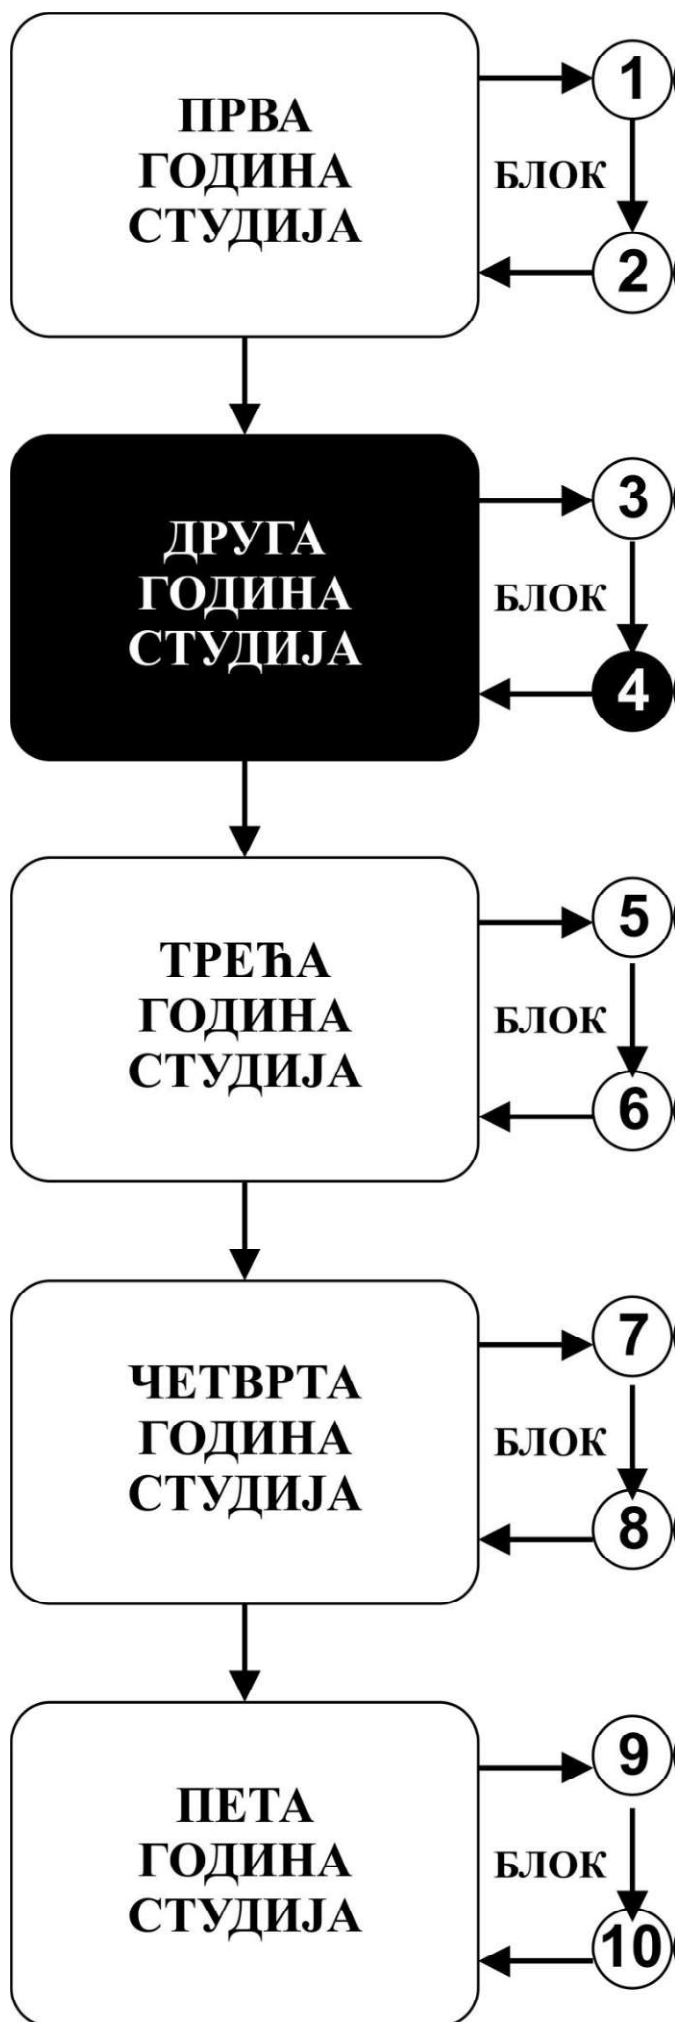 ПРВА
ГОДИНА
СТУДИЈА
1
БЛОК
2
ДРУГА
ГОДИНА
СТУДИЈА
3
БЛОК
4
ТРЕЋА
ГОДИНА
СТУДИЈА
5
БЛОК
6
ЧЕТВРТА
ГОДИНА
СТУДИЈА
7
БЛОК
8
ПЕТА
ГОДИНА
СТУДИЈА
9
БЛОК
10